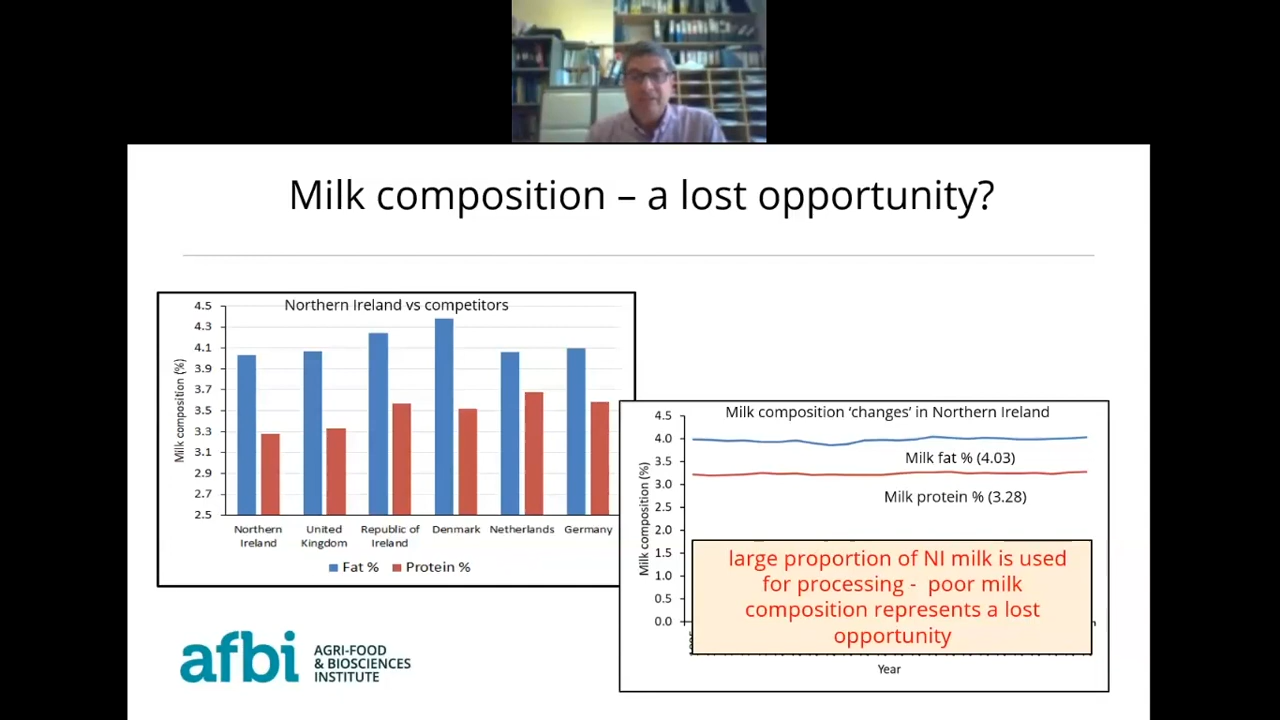 Milk composition – a lost opportunity?
Northern Ireland vs competitors
Milk composition (%)
4.5
4.3
4.1
3.9
3.7
3.5
3.3
3.1
2.9
2.7
2.5
Northern Ireland
United Kingdom
Republic of Ireland
Denmark
Netherlands
Germany
Fat %
Protein %
Milk composition ‘changes’ in Northern Ireland
Milk composition (%)
4.5
4.0
3.5
3.0
2.5
2.0
1.5
1.0
0.5
0.0
Milk fat % (4.03)
Milk protein % (3.28)
large proportion of NI milk is used
for processing - poor milk
composition represents a lost
opportunity
Year
afbi
AGRI-FOOD
& BIOSCIENCES
INSTITUTE